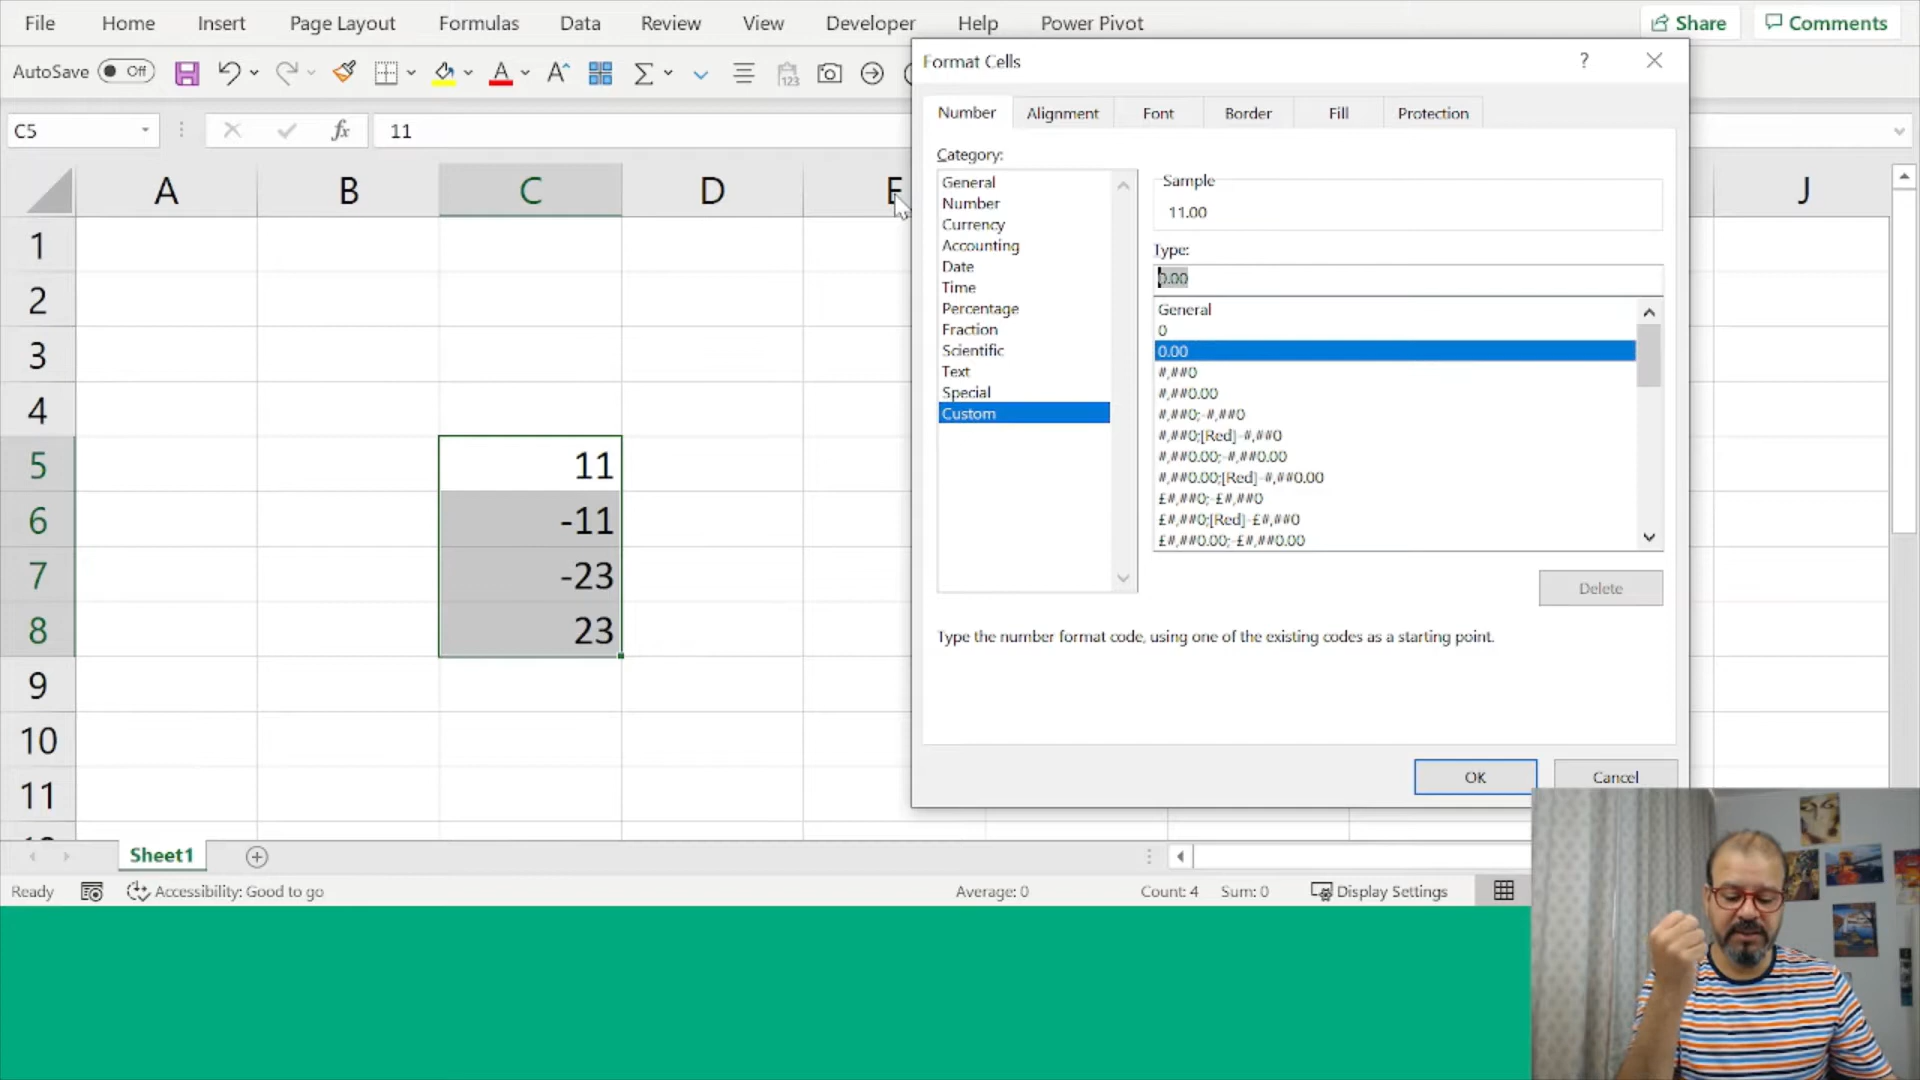 File Home Insert Page Layout Formulas Data Review View Developer Help Power Pivot Share Comments
AutoSave Off
Format Cells ?
Number Alignment Font Border Fill Protection
C5 fx 11
Category:
General
Number
Currency
Accounting
Date
Time
Percentage
Fraction
Scientific
Text
Special
Custom
Sample
11.00
Type:
0.00
General
0
0.00
#,##0
#,##0.00
#,##0;-#,##0
#,##0;[Red]-#,##0
#,##0.00;-#,##0.00
#,##0.00;[Red]-#,##0.00
£#,##0;-£#,##0
£#,##0;[Red]-£#,##0
£#,##0.00;-£#,##0.00
Delete
Type the number format code, using one of the existing codes as a starting point.
OK Cancel
A B C D E J
1
2
3
4
5 11
6 -11
7 -23
8 23
9
10
11
Sheet1
Ready Accessibility: Good to go Average: 0 Count: 4 Sum: 0 Display Settings